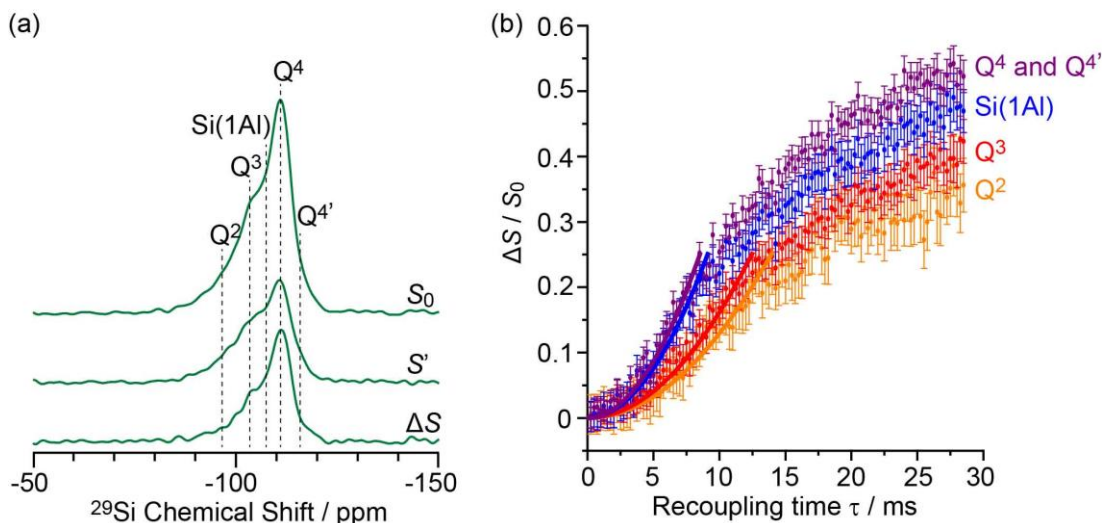 (a)
Q⁴
Si(1Al)
Q³
Q²
Q⁴'
S₀
S'
ΔS
-50 -100 -150
²⁹Si Chemical Shift / ppm
(b)
0.6
0.5
0.4
0.3
0.2
0.1
0
ΔS / S₀
Q⁴ and Q⁴'
Si(1Al)
Q³
Q²
0 5 10 15 20 25 30
Recoupling time τ / ms